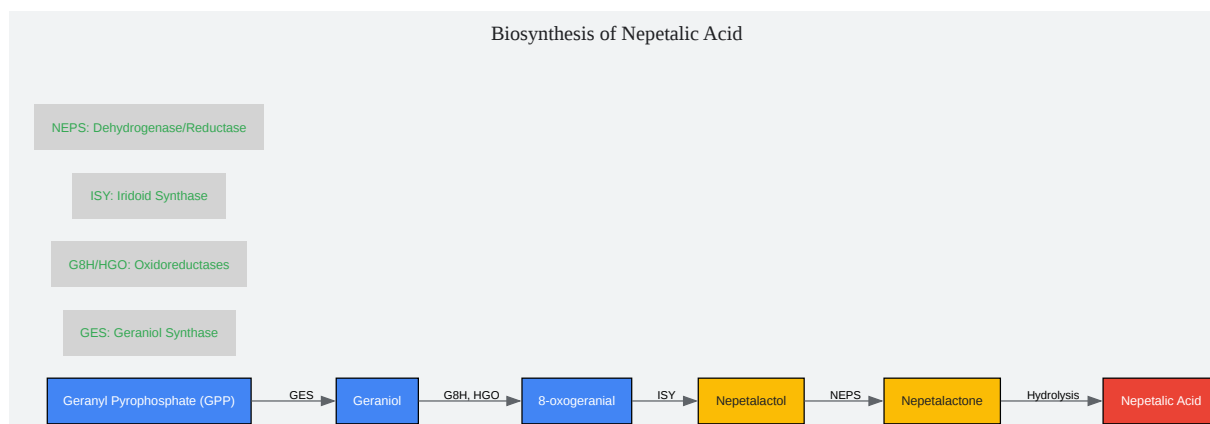 Biosynthesis of Nepetalic Acid
NEPS: Dehydrogenase/Reductase
ISY: Iridoid Synthase
G8H/HGO: Oxidoreductases
GES: Geraniol Synthase
Geranyl Pyrophosphate (GPP)
GES
Geraniol
G8H, HGO
8-oxogeranial
ISY
Nepetalactol
NEPS
Nepetalactone
Hydrolysis
Nepetalic Acid